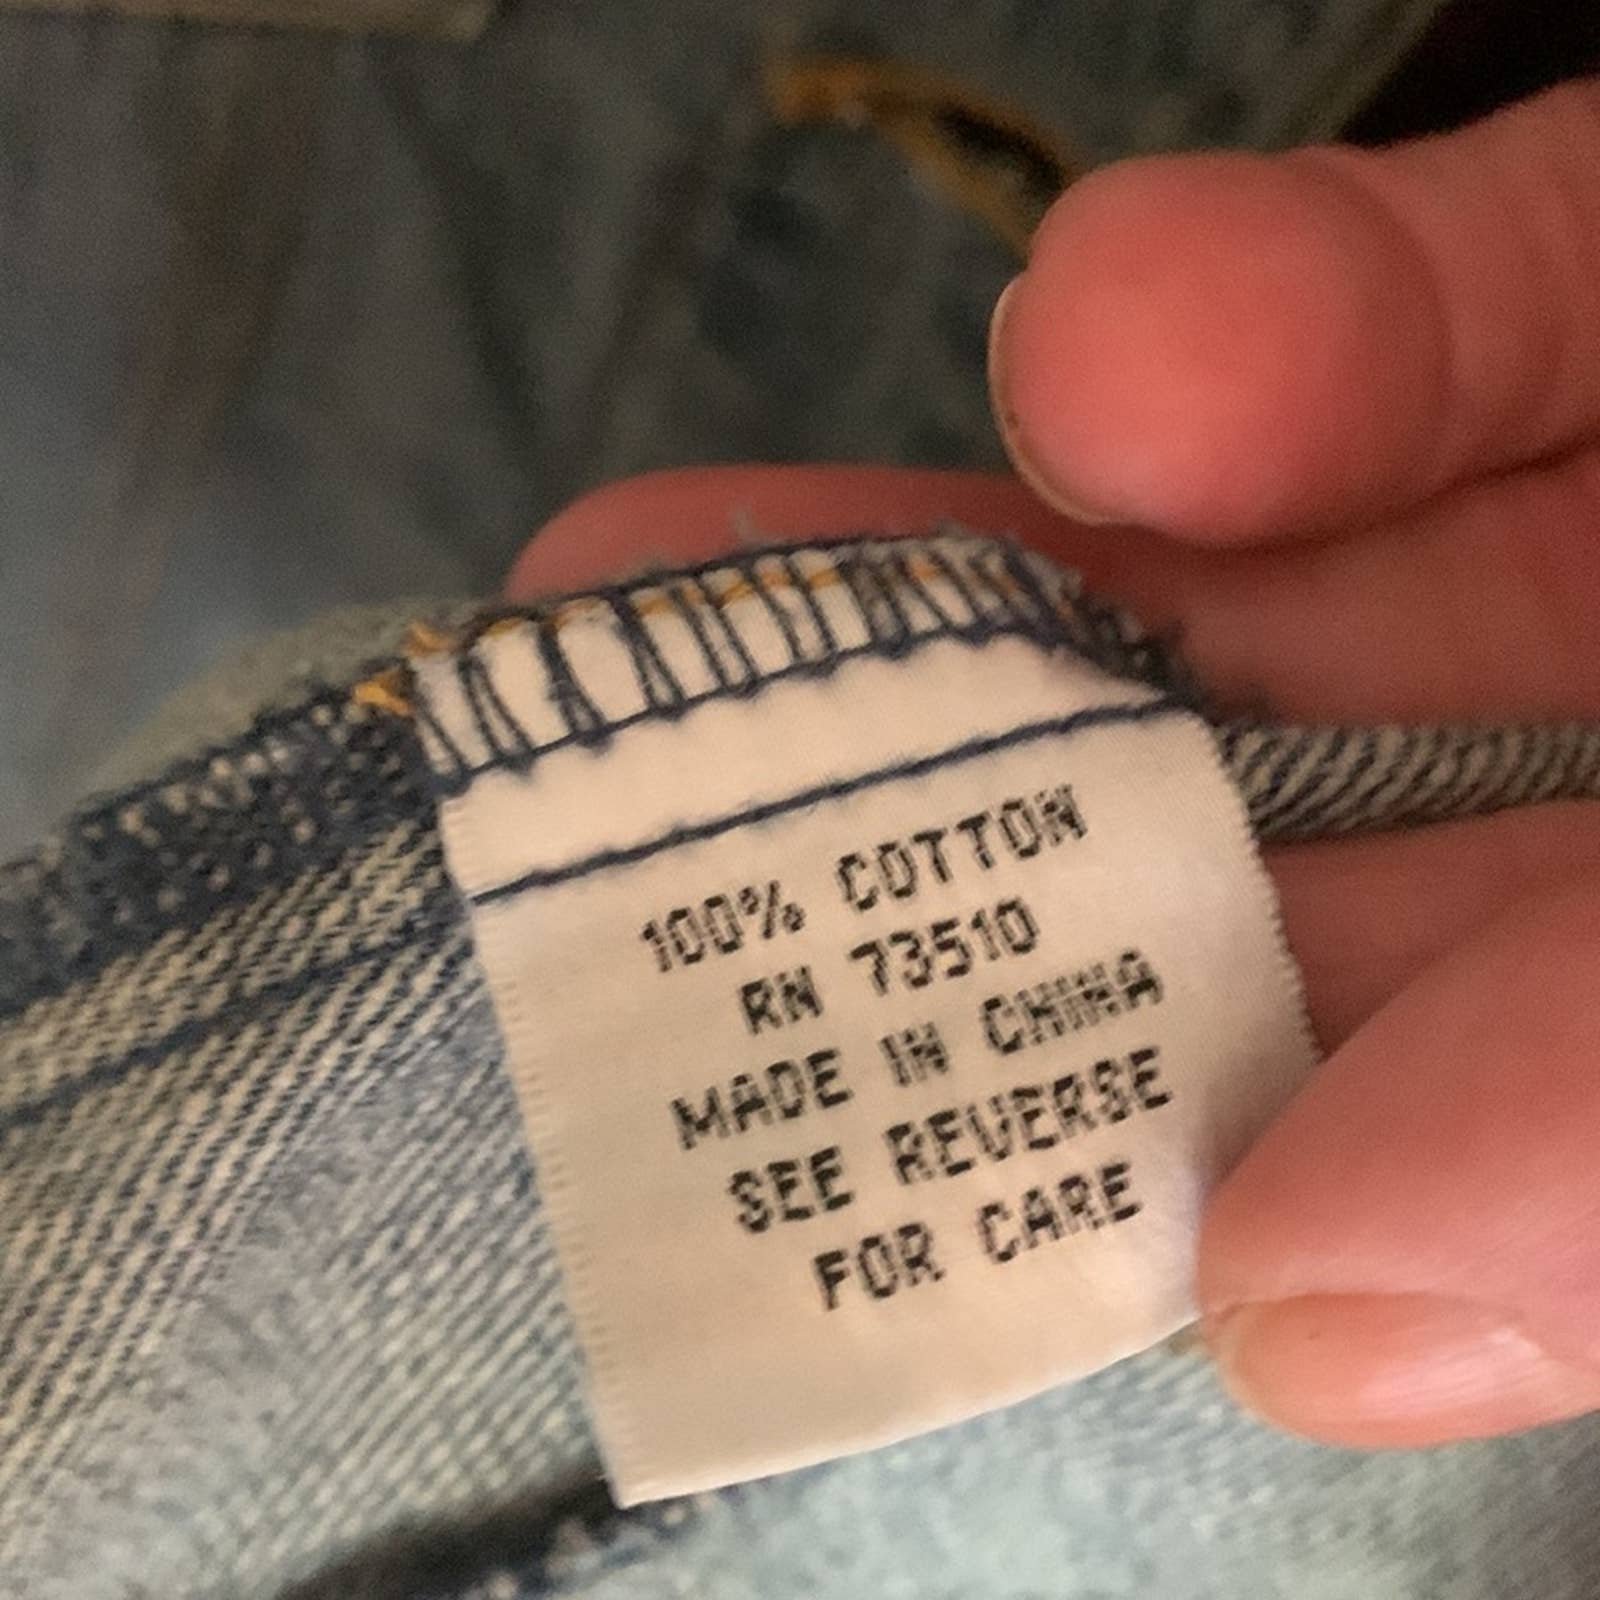 100% COTTON
RN 73510
MADE IN CHINA
SEE REVERSE
FOR CARE